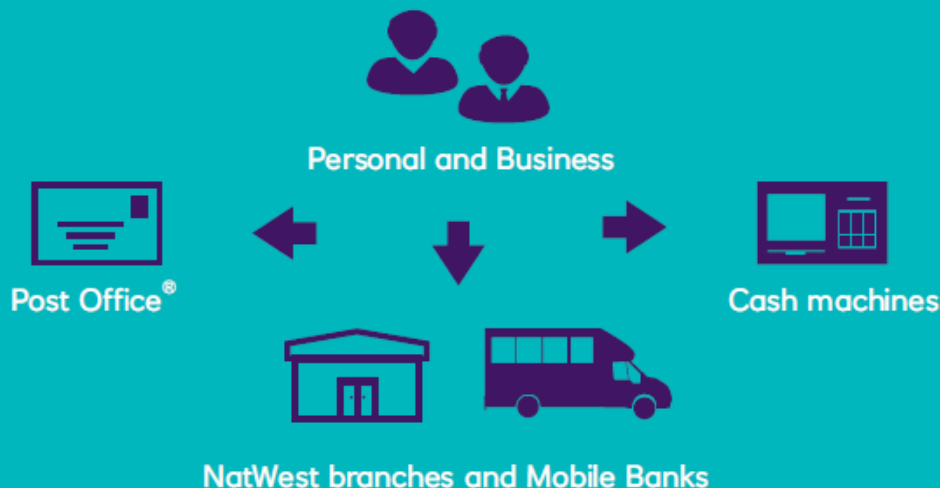 Personal and Business
Post Office®
Cash machines
NatWest branches and Mobile Banks